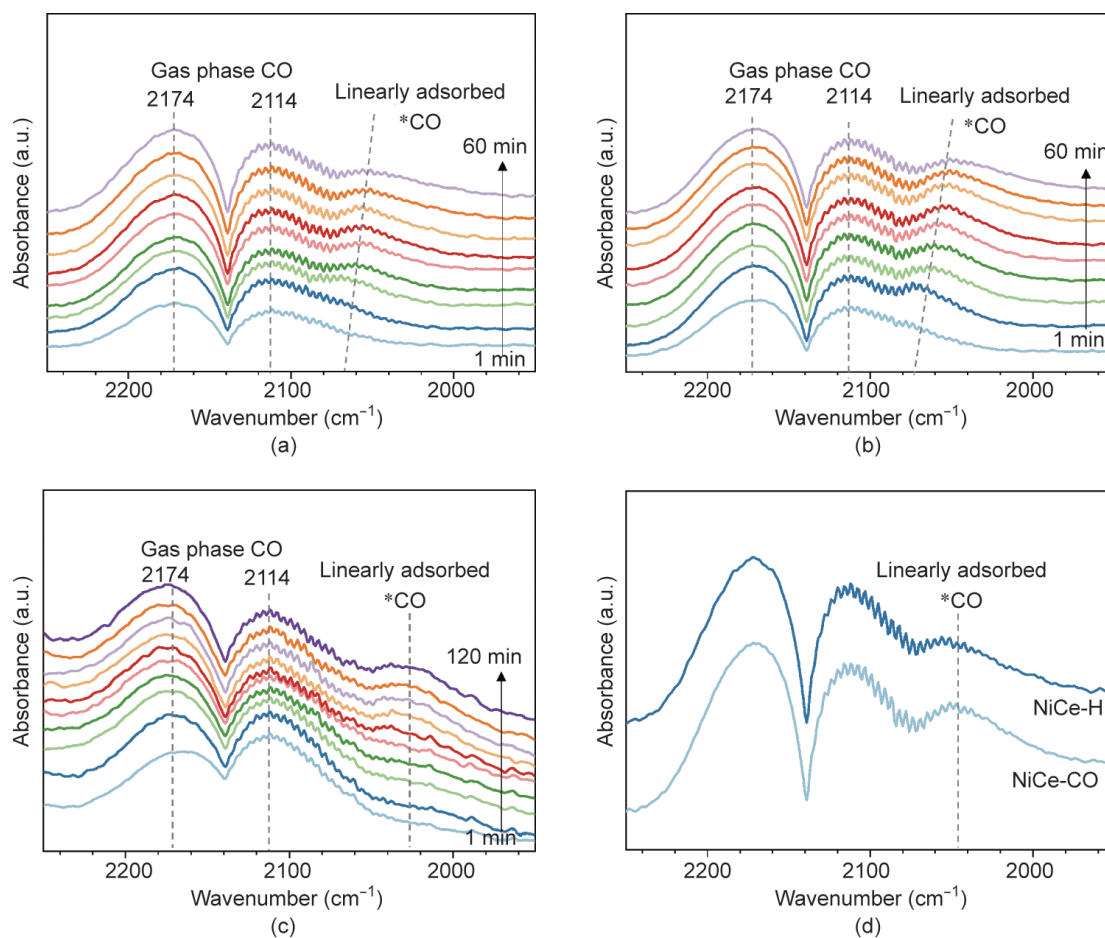 Gas phase CO
2174
2114
Linearly adsorbed
*CO
60 min
1 min
Absorbance (a.u.)
2200
2100
2000
Wavenumber (cm⁻¹)
(a)
Gas phase CO
2174
2114
Linearly adsorbed
*CO
60 min
1 min
Absorbance (a.u.)
2200
2100
2000
Wavenumber (cm⁻¹)
(b)
Gas phase CO
2174
2114
Linearly adsorbed
*CO
120 min
1 min
Absorbance (a.u.)
2200
2100
2000
Wavenumber (cm⁻¹)
(c)
Linearly adsorbed
*CO
NiCe-H
NiCe-CO
Absorbance (a.u.)
2200
2100
2000
Wavenumber (cm⁻¹)
(d)